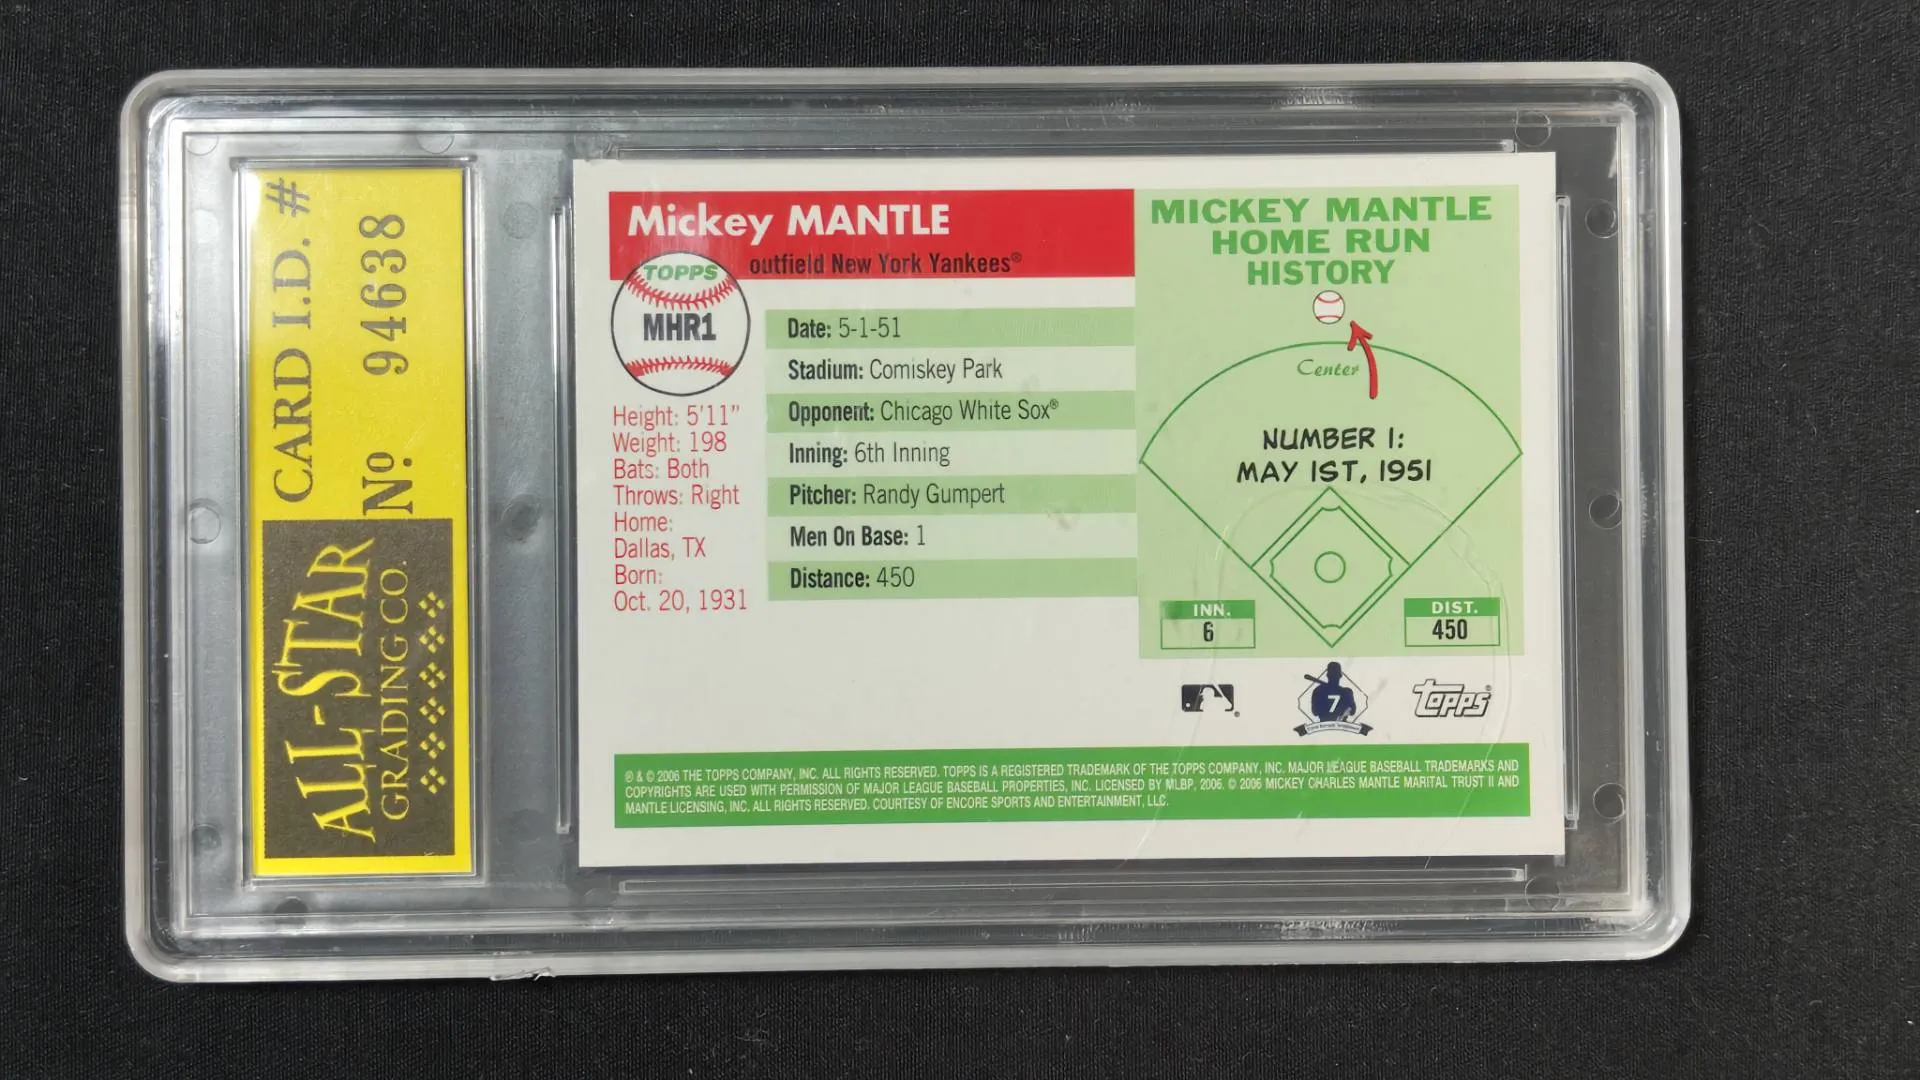 CARD I.D. #
No. 94638
ALL-STAR
GRADING CO.
Mickey MANTLE
outfield New York Yankees®
TOPPS
MHR1
Height: 5'11"
Weight: 198
Bats: Both
Throws: Right
Home:
Dallas, TX
Born:
Oct. 20, 1931
Date: 5-1-51
Stadium: Comiskey Park
Opponent: Chicago White Sox®
Inning: 6th Inning
Pitcher: Randy Gumpert
Men On Base: 1
Distance: 450
MICKEY MANTLE
HOME RUN
HISTORY
Center
NUMBER 1:
MAY 1ST, 1951
INN.
6
DIST.
450
7
topps®
® & © 2006 THE TOPPS COMPANY, INC. ALL RIGHTS RESERVED. TOPPS IS A REGISTERED TRADEMARK OF THE TOPPS COMPANY, INC. MAJOR LEAGUE BASEBALL TRADEMARKS AND
COPYRIGHTS ARE USED WITH PERMISSION OF MAJOR LEAGUE BASEBALL PROPERTIES, INC. LICENSED BY MLBP, 2006. © 2006 MICKEY CHARLES MANTLE MARITAL TRUST II AND
MANTLE LICENSING, INC. ALL RIGHTS RESERVED. COURTESY OF ENCORE SPORTS AND ENTERTAINMENT, LLC.